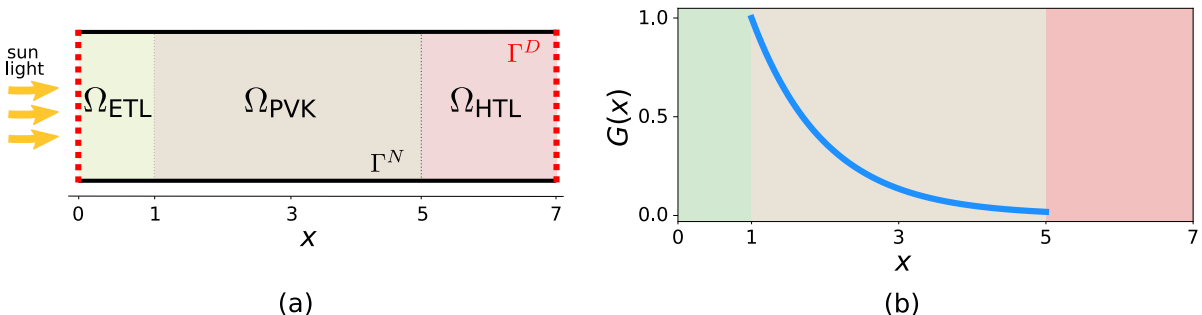 sun
light
Ω_ETL
Ω_PVK
Ω_HTL
Γ^D
Γ^N
0 1 3 5 7
x
(a)
G(x)
1.0
0.5
0.0
0 1 3 5 7
x
(b)